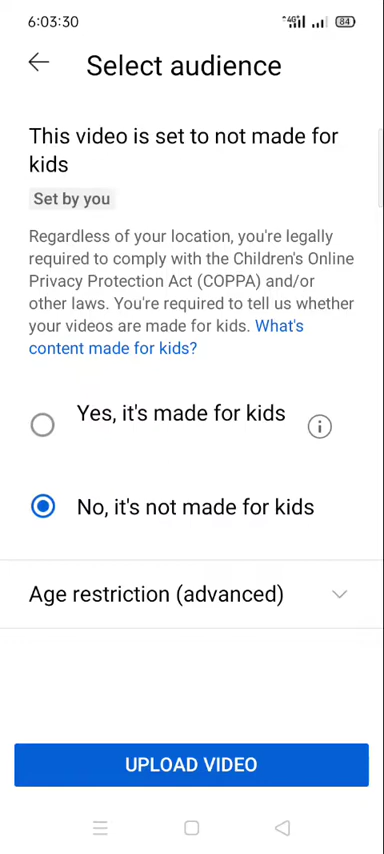 6:03:30
4G 84
Select audience
This video is set to not made for
kids
Set by you
Regardless of your location, you're legally
required to comply with the Children's Online
Privacy Protection Act (COPPA) and/or
other laws. You're required to tell us whether
your videos are made for kids. What's
content made for kids?
Yes, it's made for kids
No, it's not made for kids
Age restriction (advanced)
UPLOAD VIDEO